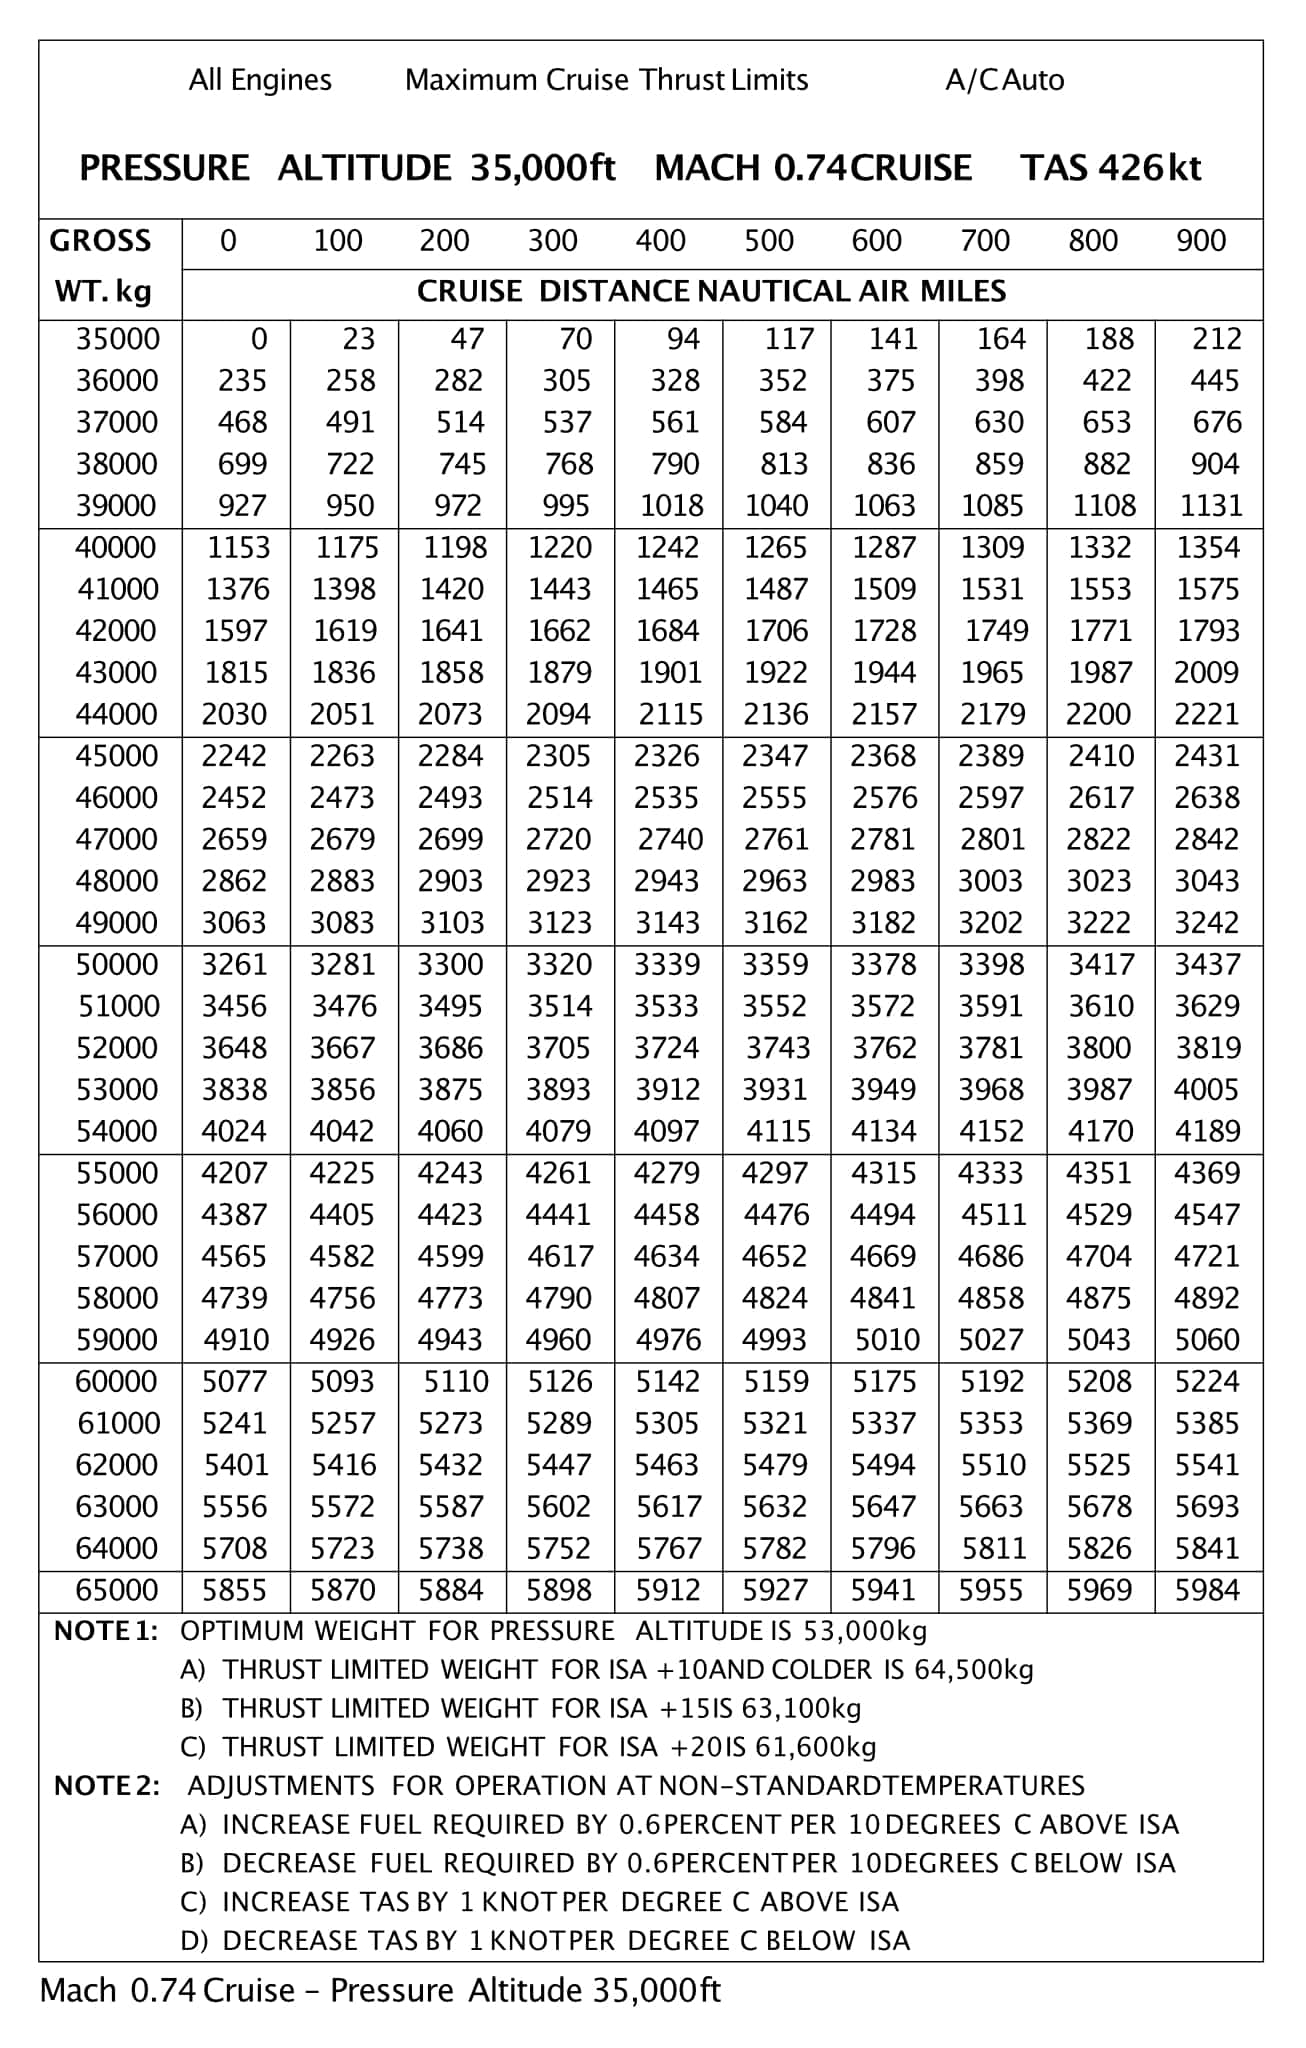 All Engines Maximum Cruise Thrust Limits A/C Auto
PRESSURE ALTITUDE 35,000ft MACH 0.74 CRUISE TAS 426kt
GROSS 0 100 200 300 400 500 600 700 800 900
WT. kg CRUISE DISTANCE NAUTICAL AIR MILES
35000 0 23 47 70 94 117 141 164 188 212
36000 235 258 282 305 328 352 375 398 422 445
37000 468 491 514 537 561 584 607 630 653 676
38000 699 722 745 768 790 813 836 859 882 904
39000 927 950 972 995 1018 1040 1063 1085 1108 1131
40000 1153 1175 1198 1220 1242 1265 1287 1309 1332 1354
41000 1376 1398 1420 1443 1465 1487 1509 1531 1553 1575
42000 1597 1619 1641 1662 1684 1706 1728 1749 1771 1793
43000 1815 1836 1858 1879 1901 1922 1944 1965 1987 2009
44000 2030 2051 2073 2094 2115 2136 2157 2179 2200 2221
45000 2242 2263 2284 2305 2326 2347 2368 2389 2410 2431
46000 2452 2473 2493 2514 2535 2555 2576 2597 2617 2638
47000 2659 2679 2699 2720 2740 2761 2781 2801 2822 2842
48000 2862 2883 2903 2923 2943 2963 2983 3003 3023 3043
49000 3063 3083 3103 3123 3143 3162 3182 3202 3222 3242
50000 3261 3281 3300 3320 3339 3359 3378 3398 3417 3437
51000 3456 3476 3495 3514 3533 3552 3572 3591 3610 3629
52000 3648 3667 3686 3705 3724 3743 3762 3781 3800 3819
53000 3838 3856 3875 3893 3912 3931 3949 3968 3987 4005
54000 4024 4042 4060 4079 4097 4115 4134 4152 4170 4189
55000 4207 4225 4243 4261 4279 4297 4315 4333 4351 4369
56000 4387 4405 4423 4441 4458 4476 4494 4511 4529 4547
57000 4565 4582 4599 4617 4634 4652 4669 4686 4704 4721
58000 4739 4756 4773 4790 4807 4824 4841 4858 4875 4892
59000 4910 4926 4943 4960 4976 4993 5010 5027 5043 5060
60000 5077 5093 5110 5126 5142 5159 5175 5192 5208 5224
61000 5241 5257 5273 5289 5305 5321 5337 5353 5369 5385
62000 5401 5416 5432 5447 5463 5479 5494 5510 5525 5541
63000 5556 5572 5587 5602 5617 5632 5647 5663 5678 5693
64000 5708 5723 5738 5752 5767 5782 5796 5811 5826 5841
65000 5855 5870 5884 5898 5912 5927 5941 5955 5969 5984
NOTE 1: OPTIMUM WEIGHT FOR PRESSURE ALTITUDE IS 53,000kg
A) THRUST LIMITED WEIGHT FOR ISA +10 AND COLDER IS 64,500kg
B) THRUST LIMITED WEIGHT FOR ISA +15 IS 63,100kg
C) THRUST LIMITED WEIGHT FOR ISA +20 IS 61,600kg
NOTE 2: ADJUSTMENTS FOR OPERATION AT NON-STANDARD TEMPERATURES
A) INCREASE FUEL REQUIRED BY 0.6 PERCENT PER 10 DEGREES C ABOVE ISA
B) DECREASE FUEL REQUIRED BY 0.6 PERCENT PER 10 DEGREES C BELOW ISA
C) INCREASE TAS BY 1 KNOT PER DEGREE C ABOVE ISA
D) DECREASE TAS BY 1 KNOT PER DEGREE C BELOW ISA
Mach 0.74 Cruise – Pressure Altitude 35,000ft